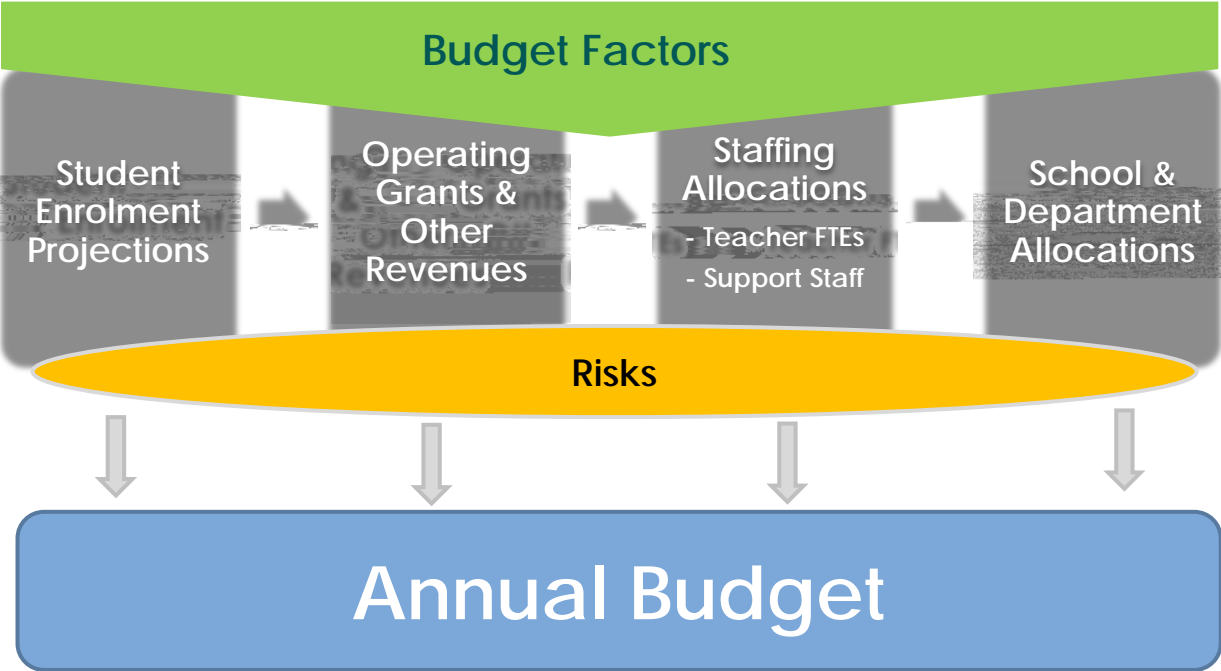 Budget Factors
Student
Enrolment
Projections
Operating
Grants &
Other
Revenues
Staffing
Allocations
- Teacher FTEs
- Support Staff
School &
Department
Allocations
Risks
Annual Budget